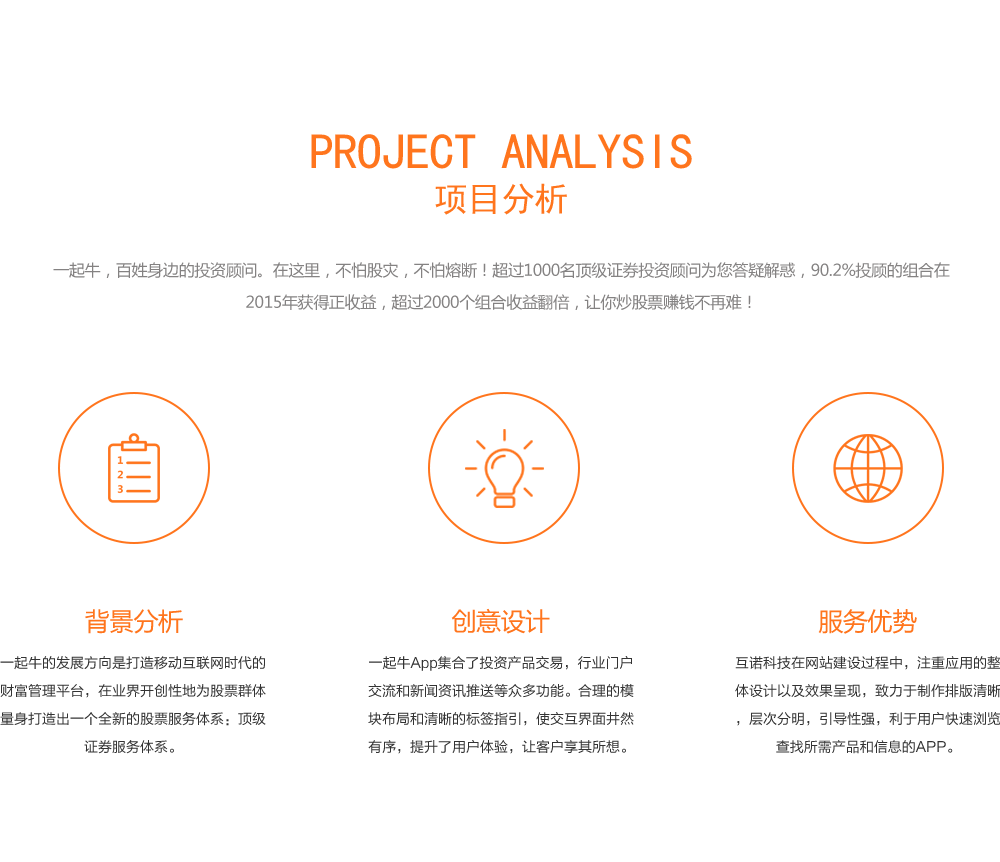 PROJECT ANALYSIS
项目分析
一起牛，百姓身边的投资顾问。在这里，不怕股灾，不怕熔断！超过1000名顶级证券投资顾问为您答疑解惑，90.2%投顾的组合在
2015年获得正收益，超过2000个组合收益翻倍，让你炒股票赚钱不再难！
1
2
3
背景分析
一起牛的发展方向是打造移动互联网时代的
财富管理平台，在业界开创性地为股票群体
量身打造出一个全新的股票服务体系：顶级
证券服务体系。
创意设计
一起牛App集合了投资产品交易，行业门户
交流和新闻资讯推送等众多功能。合理的模
块布局和清晰的标签指引，使交互界面井然
有序，提升了用户体验，让客户享其所想。
服务优势
互诺科技在网站建设过程中，注重应用的整
体设计以及效果呈现，致力于制作排版清晰
，层次分明，引导性强，利于用户快速浏览
查找所需产品和信息的APP。